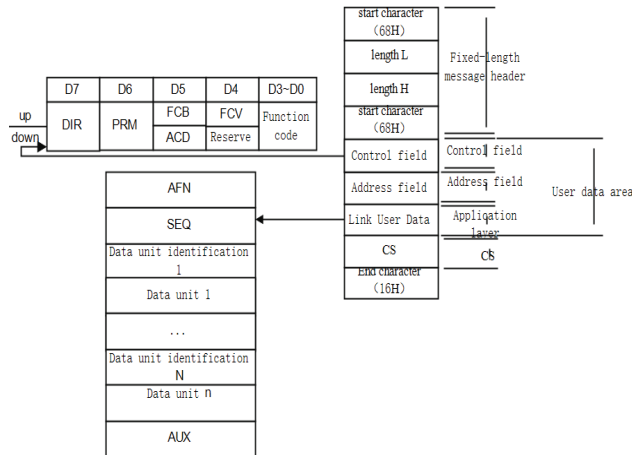 start character
（68H）
length L
length H
start character
（68H）
Control field
Address field
Link User Data
CS
End character
（16H）
Fixed-length
message header
Control field
Address field
Application
layer
CS
User data area
D7
D6
D5
D4
D3~D0
up
down
DIR
PRM
FCB
ACD
FCV
Reserve
Function
code
AFN
SEQ
Data unit identification
1
Data unit 1
...
Data unit identification
N
Data unit n
AUX